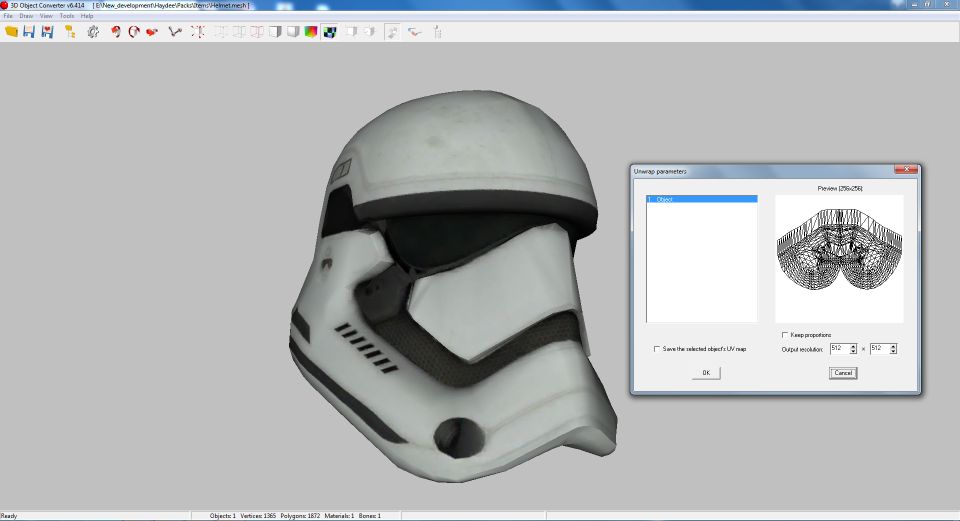 3D Object Converter v6.414 [ E:\New_development\Haydee\Packs\Items\Helmet.mesh ]
File Draw View Tools Help
Unwrap parameters
Preview (256x256)
1 Object
Keep proportions
Save the selected object's UV map
Output resolution: 512 x 512
OK
Cancel
Ready
Objects: 1 Vertices: 1365 Polygons: 1872 Materials: 1 Bones: 1